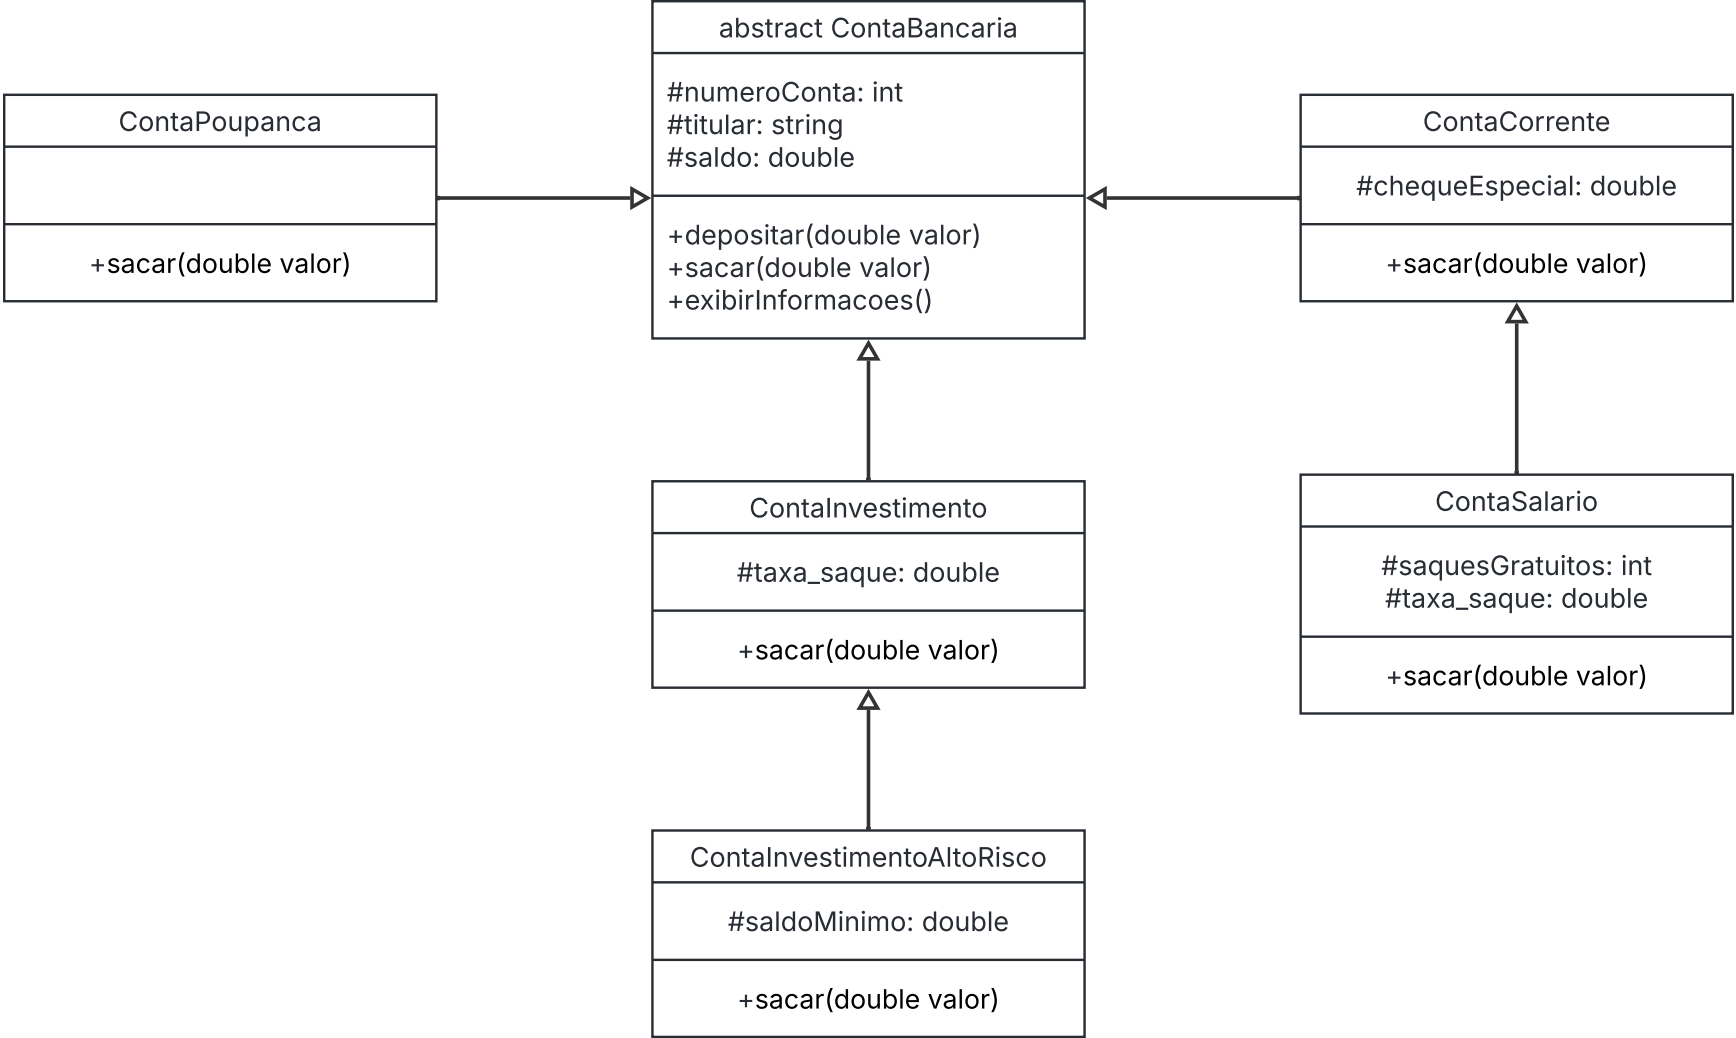 abstract ContaBancaria
#numeroConta: int
#titular: string
#saldo: double
+depositar(double valor)
+sacar(double valor)
+exibirInformacoes()
ContaPoupanca
+sacar(double valor)
ContaCorrente
#chequeEspecial: double
+sacar(double valor)
ContaInvestimento
#taxa_saque: double
+sacar(double valor)
ContaSalario
#saquesGratuitos: int
#taxa_saque: double
+sacar(double valor)
ContaInvestimentoAltoRisco
#saldoMinimo: double
+sacar(double valor)